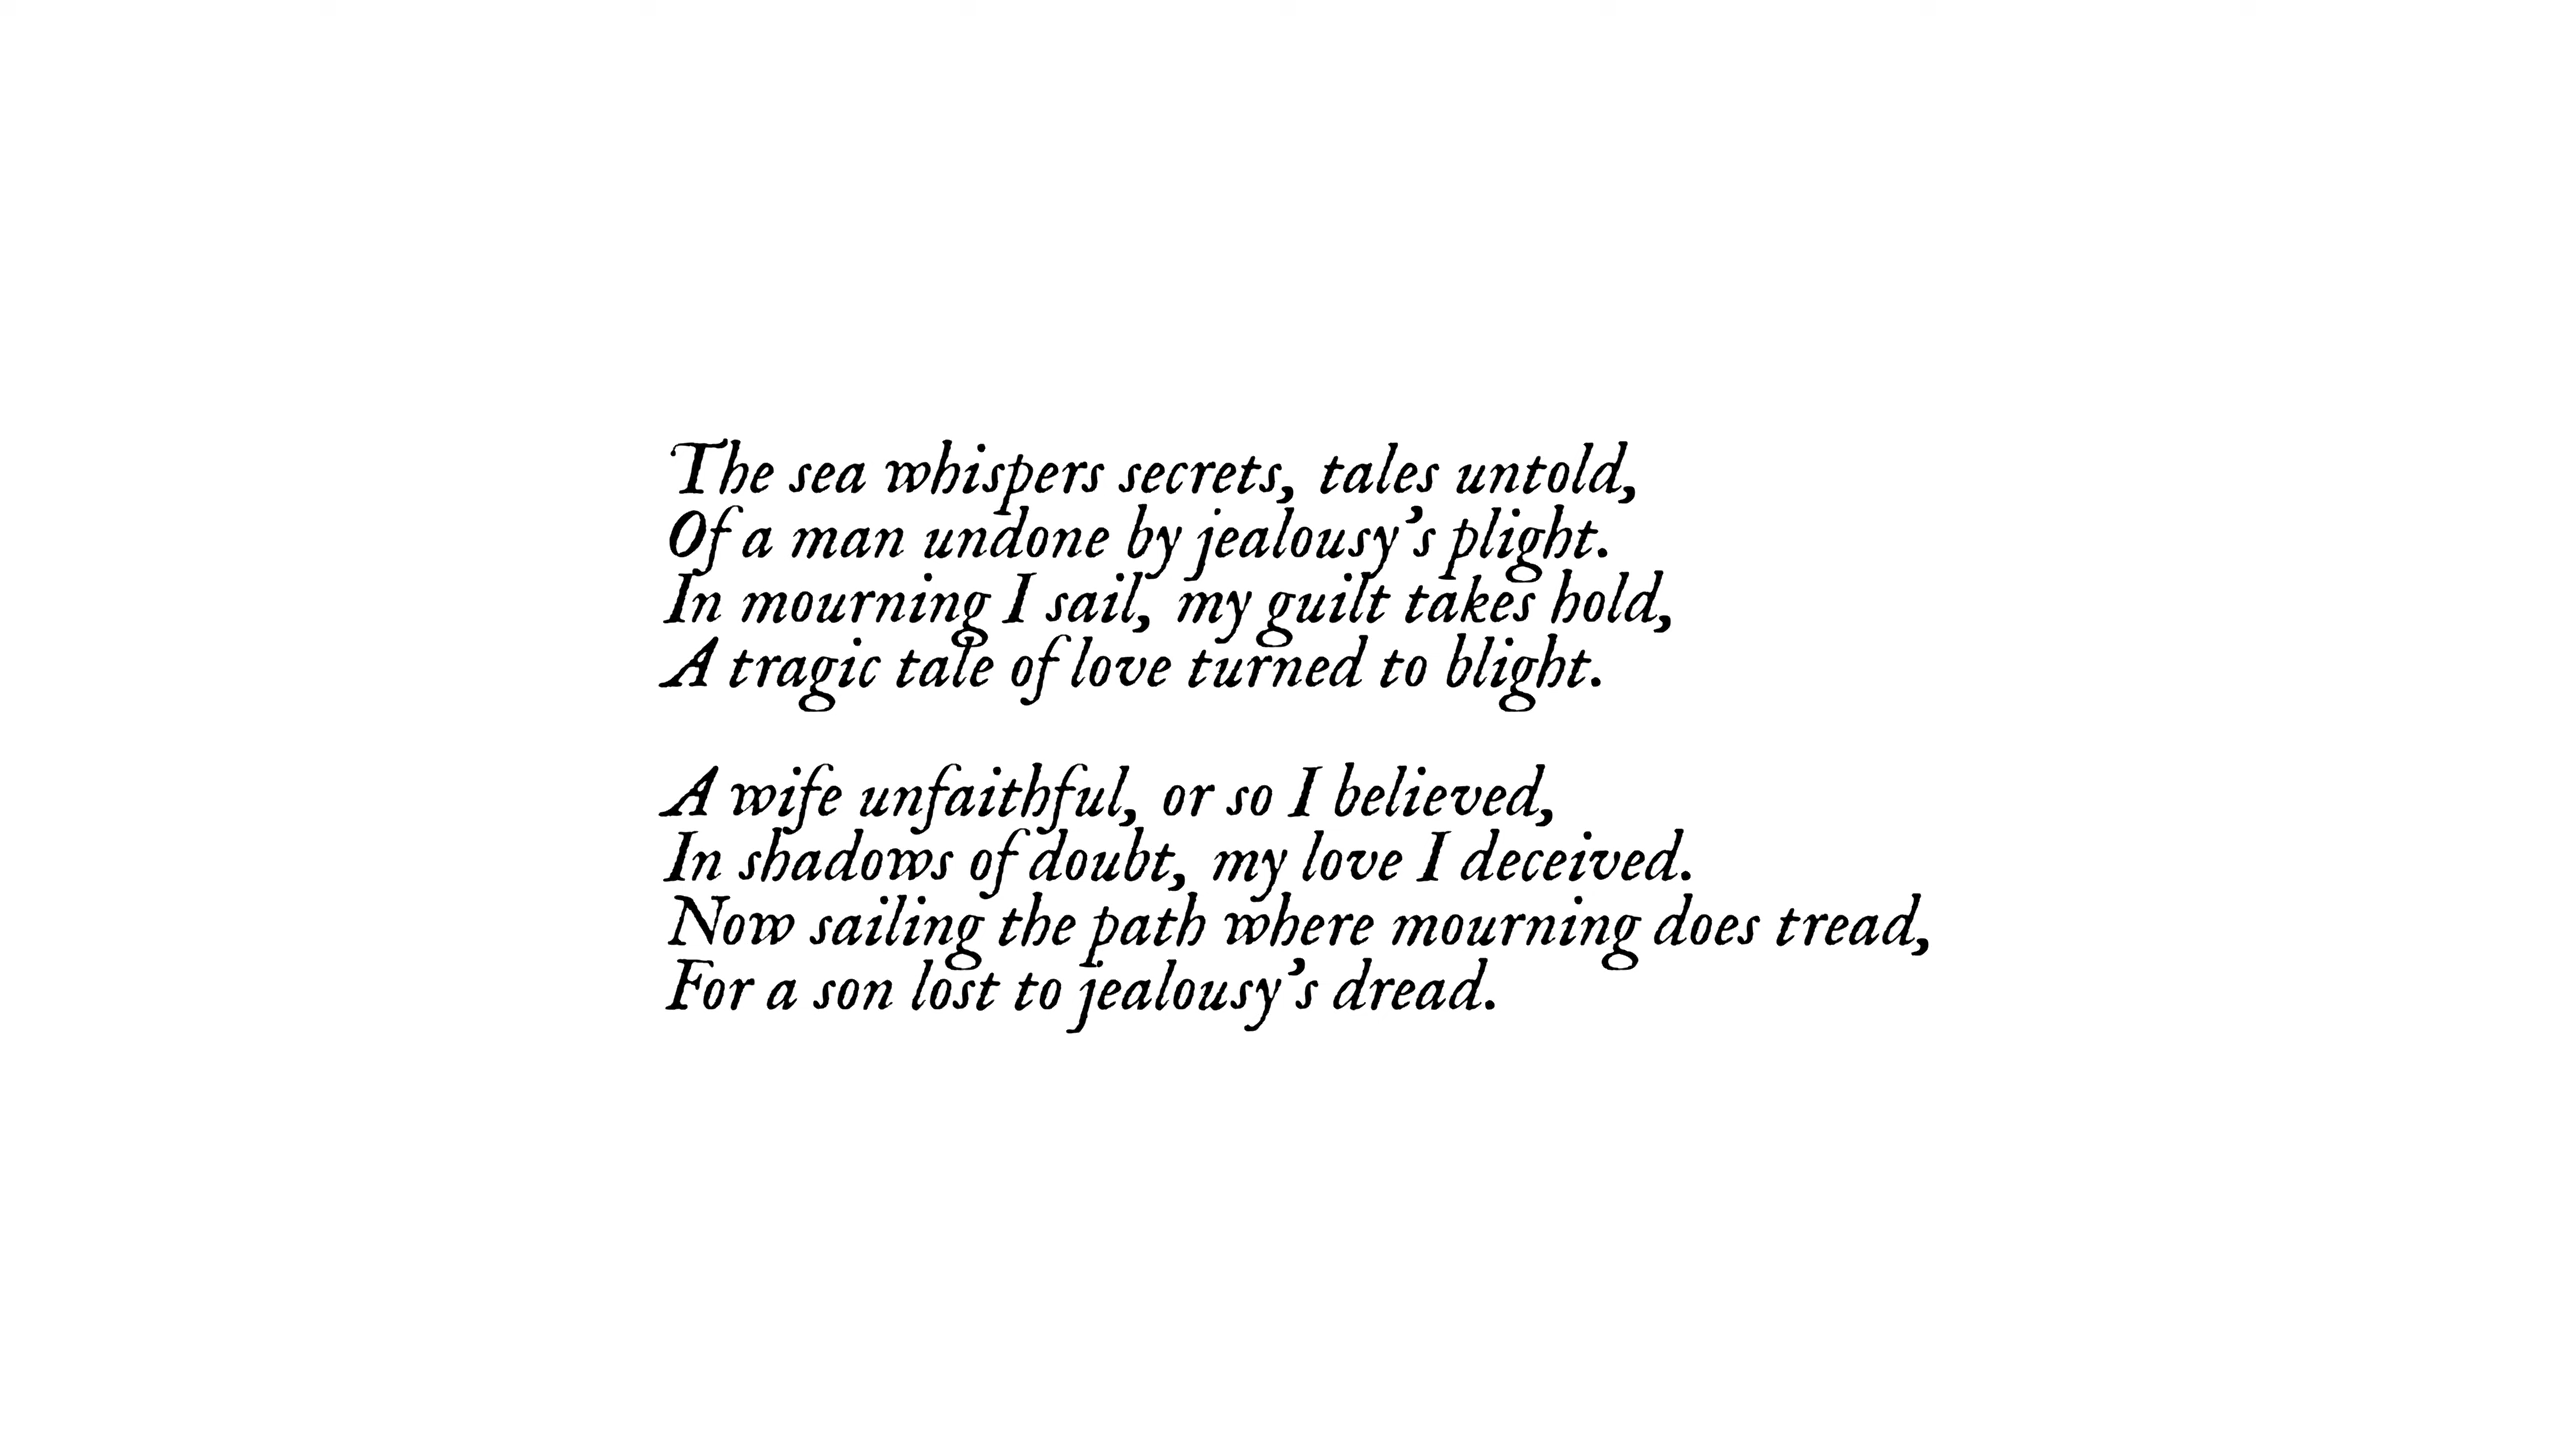 The sea whispers secrets, tales untold,
Of a man undone by jealousy's plight.
In mourning I sail, my guilt takes hold,
A tragic tale of love turned to blight.

A wife unfaithful, or so I believed,
In shadows of doubt, my love I deceived.
Now sailing the path where mourning does tread,
For a son lost to jealousy's dread.